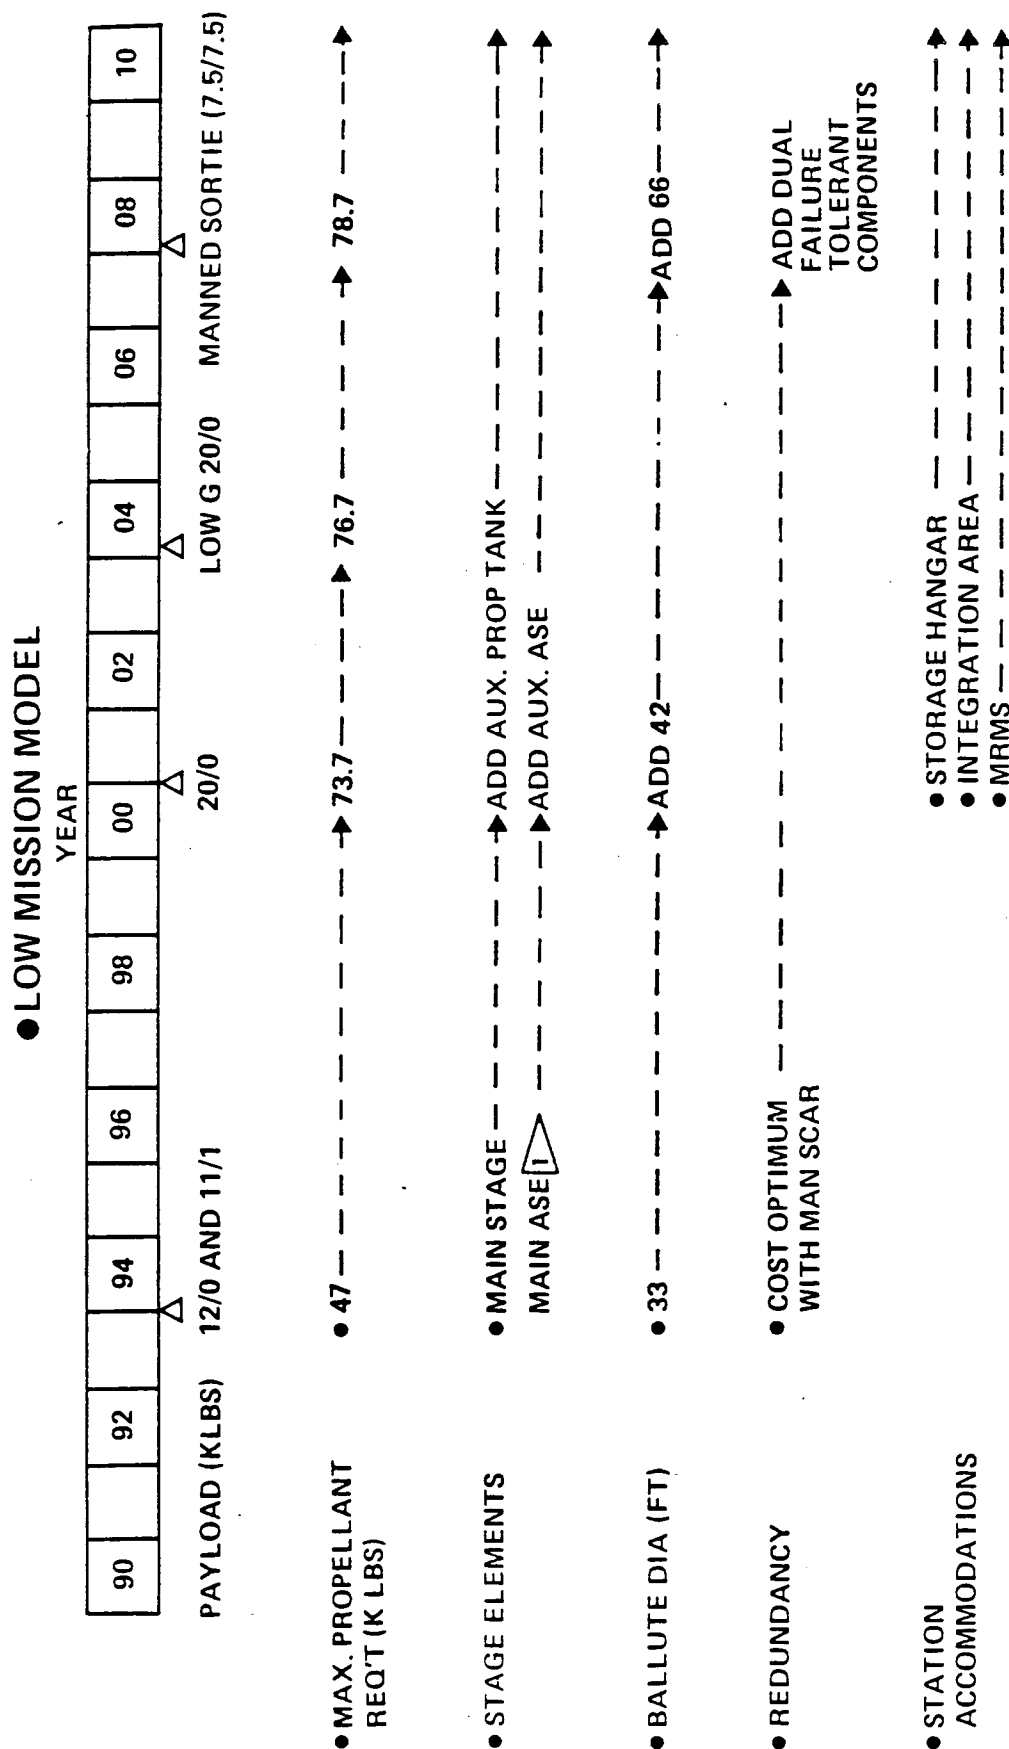 ● LOW MISSION MODEL
YEAR
90 92 94 96 98 00 02 04 06 08 10
PAYLOAD (KLBS) 12/0 AND 11/1 20/0 LOW G 20/0 MANNED SORTIE (7.5/7.5)
● MAX. PROPELLANT REQ'T (K LBS)
● 47 73.7 76.7 78.7
● STAGE ELEMENTS
● MAIN STAGE ADD AUX. PROP TANK
MAIN ASE 1 ADD AUX. ASE
● BALLUTE DIA (FT)
● 33 ADD 42 ADD 66
● REDUNDANCY
● COST OPTIMUM
WITH MAN SCAR
ADD DUAL
FAILURE
TOLERANT
COMPONENTS
● STATION
ACCOMMODATIONS
● STORAGE HANGAR
● INTEGRATION AREA
● MRMS